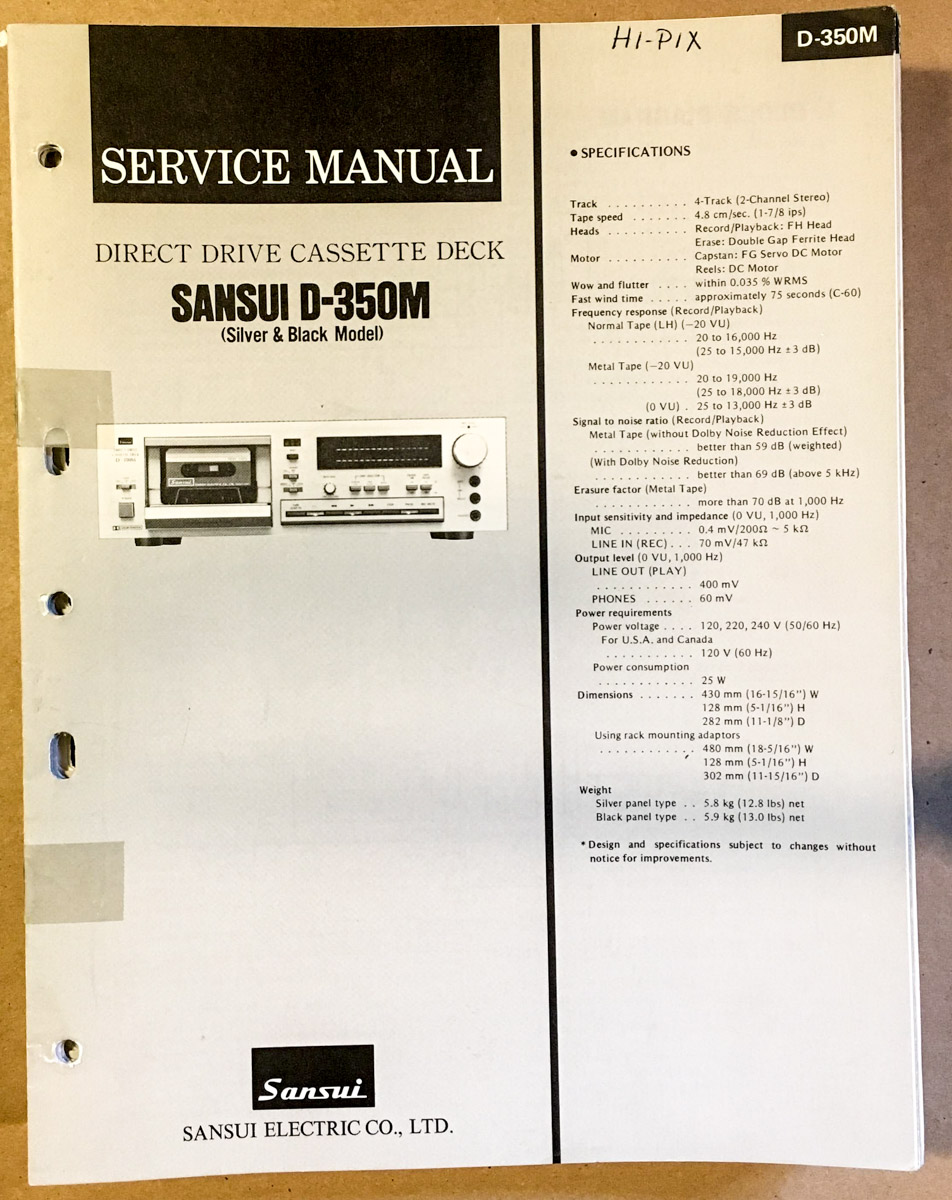 SERVICE MANUAL
DIRECT DRIVE CASSETTE DECK
SANSUI D-350M
(Silver & Black Model)
Sansui
SANSUI ELECTRIC CO., LTD.
HI-PIX
D-350M
● SPECIFICATIONS
Track . . . . . . . . . . 4-Track (2-Channel Stereo)
Tape speed . . . . . . . 4.8 cm/sec. (1-7/8 ips)
Heads . . . . . . . . . . Record/Playback: FH Head
Erase: Double Gap Ferrite Head
Motor . . . . . . . . . . Capstan: FG Servo DC Motor
Reels: DC Motor
Wow and flutter . . . . within 0.035 % WRMS
Fast wind time . . . . . approximately 75 seconds (C-60)
Frequency response (Record/Playback)
Normal Tape (LH) (−20 VU)
. . . . . . . . . . . . 20 to 16,000 Hz
(25 to 15,000 Hz ±3 dB)
Metal Tape (−20 VU)
. . . . . . . . . . . . 20 to 19,000 Hz
(25 to 18,000 Hz ±3 dB)
(0 VU) . 25 to 13,000 Hz ±3 dB
Signal to noise ratio (Record/Playback)
Metal Tape (without Dolby Noise Reduction Effect)
. . . . . . . . . . . . better than 59 dB (weighted)
(With Dolby Noise Reduction)
. . . . . . . . . . . . better than 69 dB (above 5 kHz)
Erasure factor (Metal Tape)
. . . . . . . . . . . . more than 70 dB at 1,000 Hz
Input sensitivity and impedance (0 VU, 1,000 Hz)
MIC . . . . . . . . . 0.4 mV/200Ω ~ 5 kΩ
LINE IN (REC) . . . 70 mV/47 kΩ
Output level (0 VU, 1,000 Hz)
LINE OUT (PLAY)
. . . . . . . . . . . . 400 mV
PHONES . . . . . . 60 mV
Power requirements
Power voltage . . . . 120, 220, 240 V (50/60 Hz)
For U.S.A. and Canada
. . . . . . . . . . . 120 V (60 Hz)
Power consumption
. . . . . . . . . . . . 25 W
Dimensions . . . . . . . 430 mm (16-15/16") W
128 mm (5-1/16") H
282 mm (11-1/8") D
Using rack mounting adaptors
. . . . . . . . . . . . 480 mm (18-5/16") W
128 mm (5-1/16") H
302 mm (11-15/16") D
Weight
Silver panel type . . 5.8 kg (12.8 lbs) net
Black panel type . . 5.9 kg (13.0 lbs) net
* Design and specifications subject to changes without
notice for improvements.